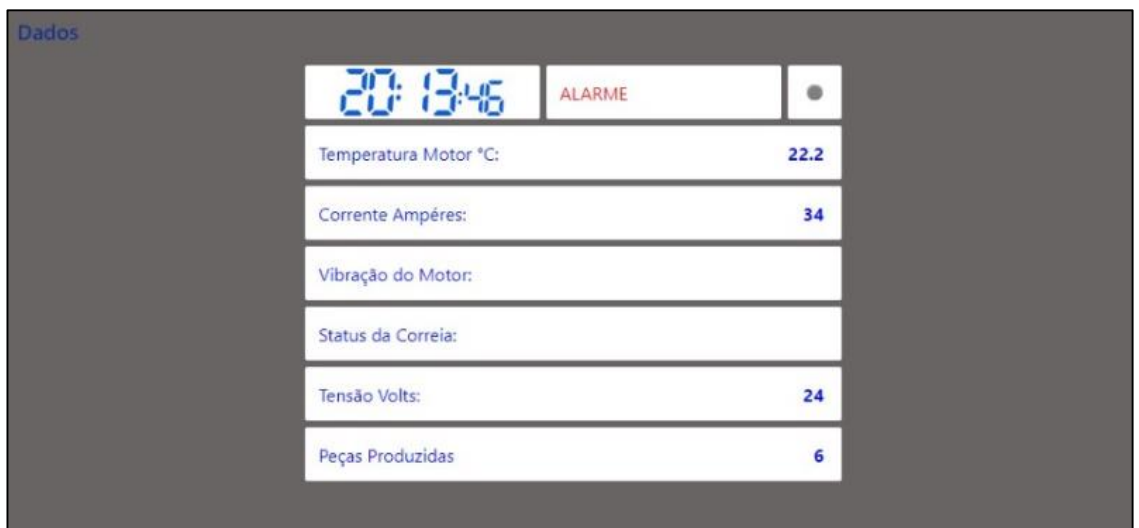 Dados
20:13:46 ALARME
Temperatura Motor °C: 22.2
Corrente Ampéres: 34
Vibração do Motor:
Status da Correia:
Tensão Volts: 24
Peças Produzidas 6